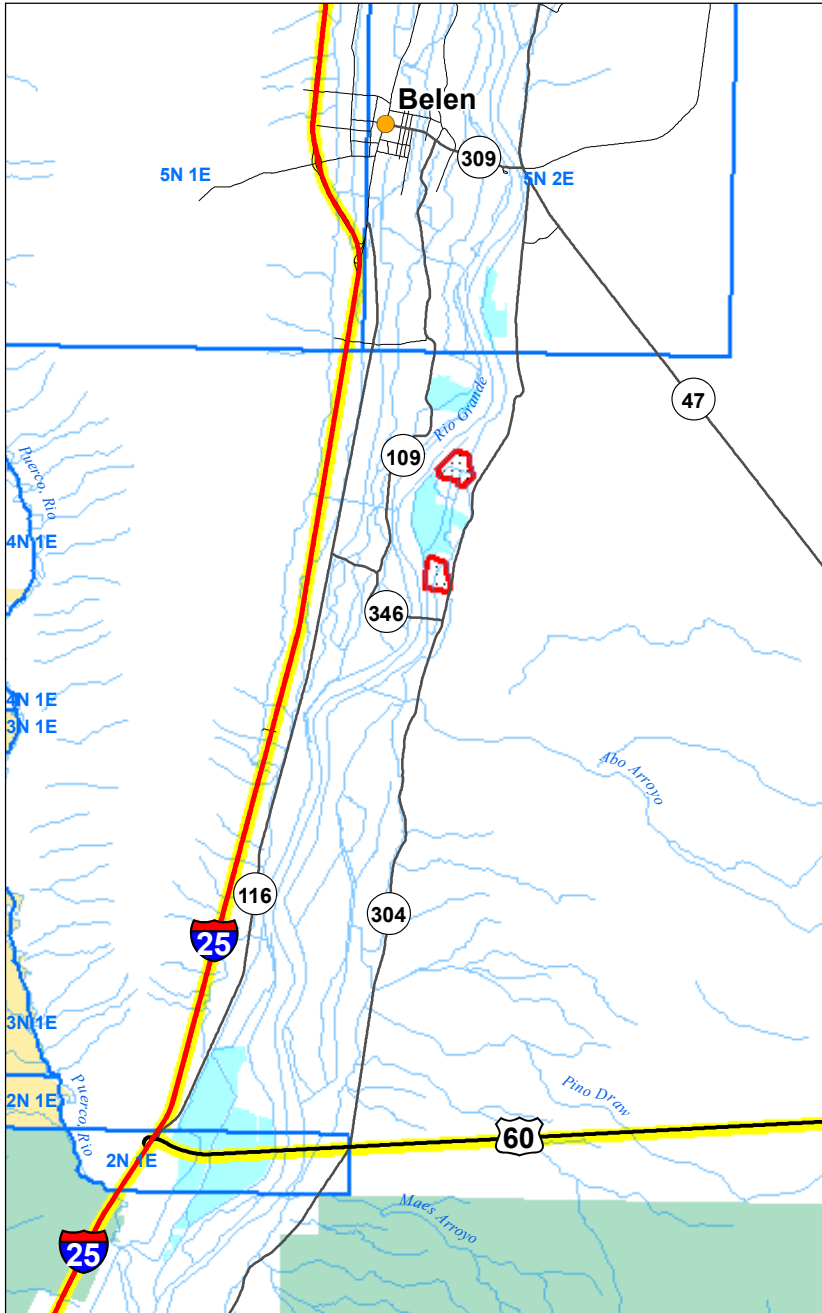 Belen
309
5N 1E
5N 2E
47
Rio Grande
109
Puerco, Rio
4N 1E
346
4N 1E
3N 1E
Abo Arroyo
116
304
25
3N 1E
Puerco, Rio
Pino Draw
2N 1E
60
2N 1E
Maes Arroyo
25